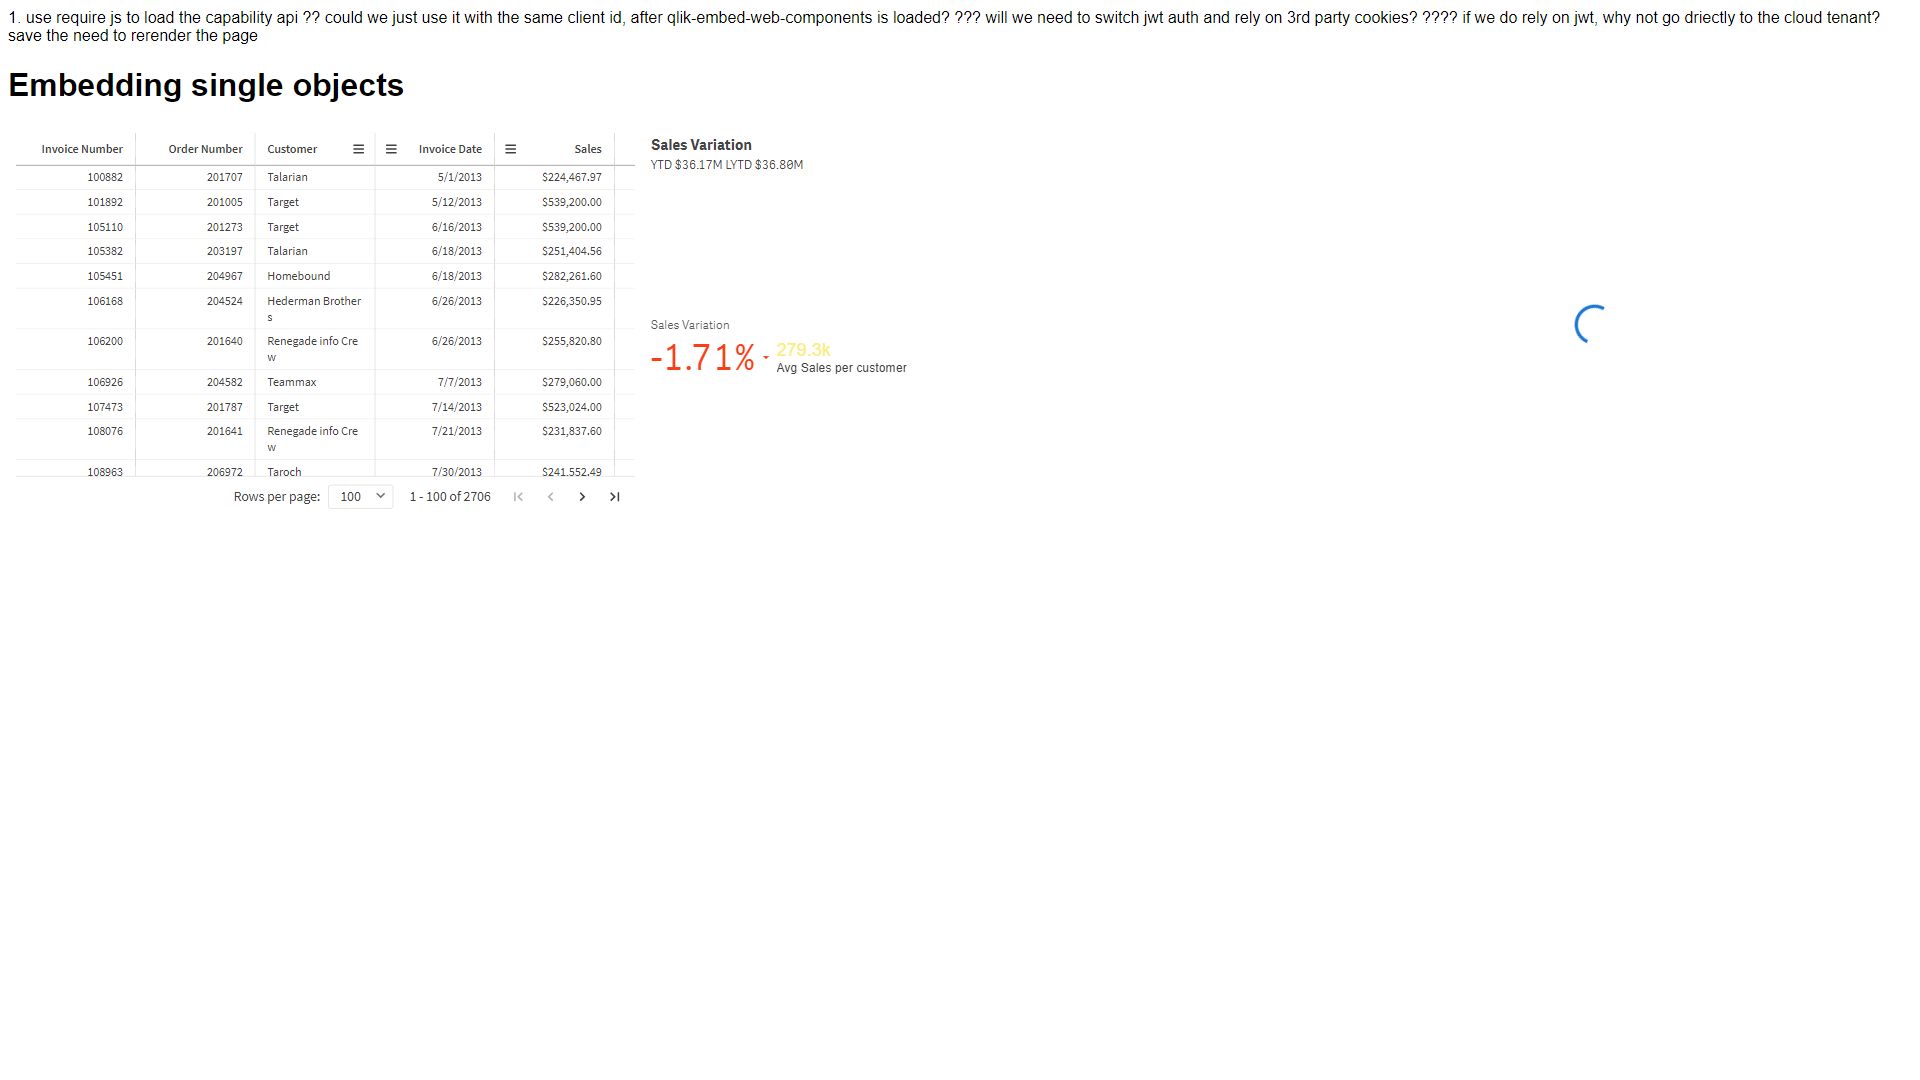 1. use require js to load the capability api ?? could we just use it with the same client id, after qlik-embed-web-components is loaded? ??? will we need to switch jwt auth and rely on 3rd party cookies? ???? if we do rely on jwt, why not go driectly to the cloud tenant?
save the need to rerender the page
Embedding single objects
Invoice Number Order Number Customer Invoice Date Sales
100882 201707 Talarian 5/1/2013 $224,467.97
101892 201005 Target 5/12/2013 $539,200.00
105110 201273 Target 6/16/2013 $539,200.00
105382 203197 Talarian 6/18/2013 $251,404.56
105451 204967 Homebound 6/18/2013 $282,261.60
106168 204524 Hederman Brother 6/26/2013 $226,350.95
s
106200 201640 Renegade info Cre 6/26/2013 $255,820.80
w
106926 204582 Teammax 7/7/2013 $279,060.00
107473 201787 Target 7/14/2013 $523,024.00
108076 201641 Renegade info Cre 7/21/2013 $231,837.60
w
108963 206972 Taroch 7/30/2013 $241,552.49
Rows per page: 100 1 - 100 of 2706
Sales Variation
YTD $36.17M LYTD $36.80M
Sales Variation
-1.71%
279.3k
Avg Sales per customer